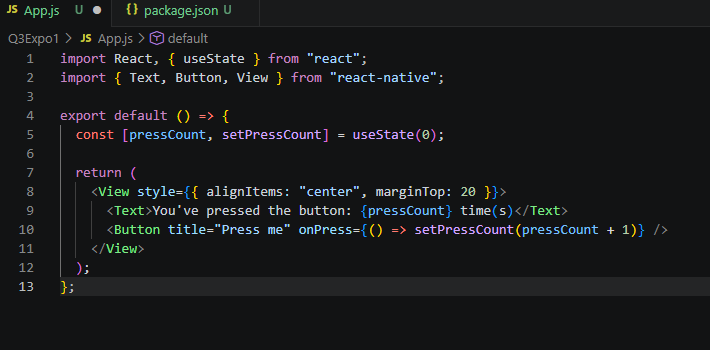 JS App.js U
{} package.json U
Q3Expo1 > JS App.js > default
1 import React, { useState } from "react";
2 import { Text, Button, View } from "react-native";
3
4 export default () => {
5   const [pressCount, setPressCount] = useState(0);
6
7   return (
8     <View style={{ alignItems: "center", marginTop: 20 }}>
9       <Text>You've pressed the button: {pressCount} time(s)</Text>
10       <Button title="Press me" onPress={() => setPressCount(pressCount + 1)} />
11     </View>
12   );
13 };